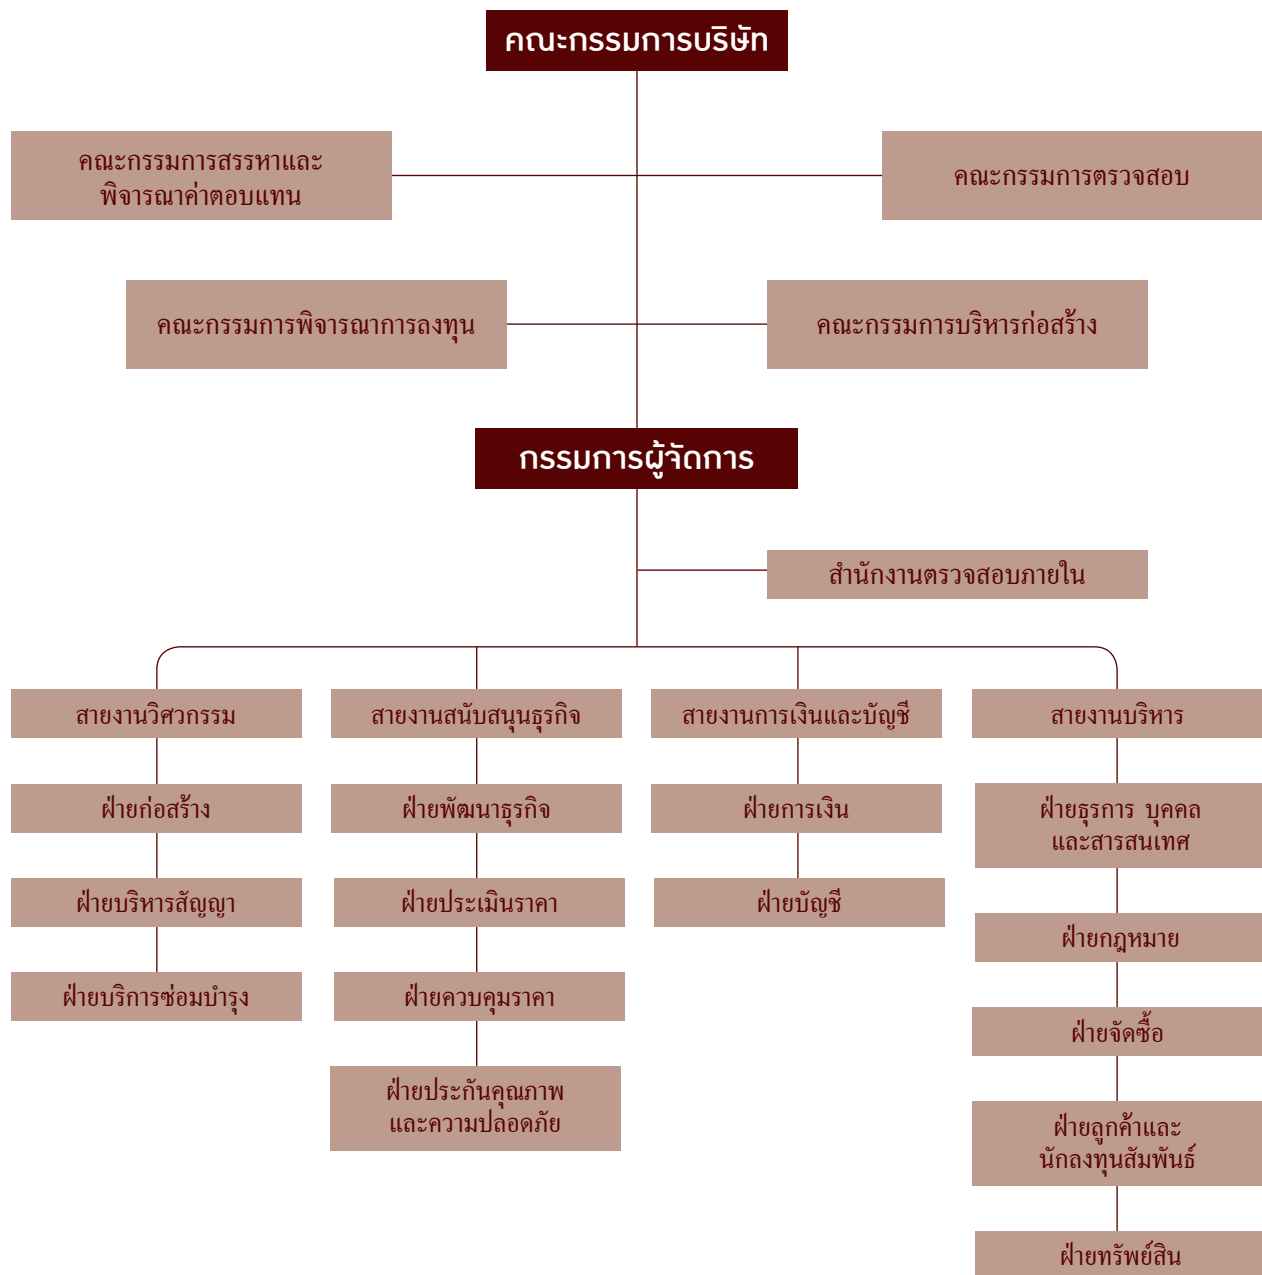 คณะกรรมการบริษัท
คณะกรรมการสรรหาและ
พิจารณาค่าตอบแทน
คณะกรรมการตรวจสอบ
คณะกรรมการพิจารณาการลงทุน
คณะกรรมการบริหารก่อสร้าง
กรรมการผู้จัดการ
สำนักงานตรวจสอบภายใน
สายงานวิศวกรรม
ฝ่ายก่อสร้าง
ฝ่ายบริหารสัญญา
ฝ่ายบริการซ่อมบำรุง
สายงานสนับสนุนธุรกิจ
ฝ่ายพัฒนาธุรกิจ
ฝ่ายประเมินราคา
ฝ่ายควบคุมราคา
ฝ่ายประกันคุณภาพ
และความปลอดภัย
สายงานการเงินและบัญชี
ฝ่ายการเงิน
ฝ่ายบัญชี
สายงานบริหาร
ฝ่ายธุรการ บุคคล
และสารสนเทศ
ฝ่ายกฎหมาย
ฝ่ายจัดซื้อ
ฝ่ายลูกค้าและ
นักลงทุนสัมพันธ์
ฝ่ายทรัพย์สิน